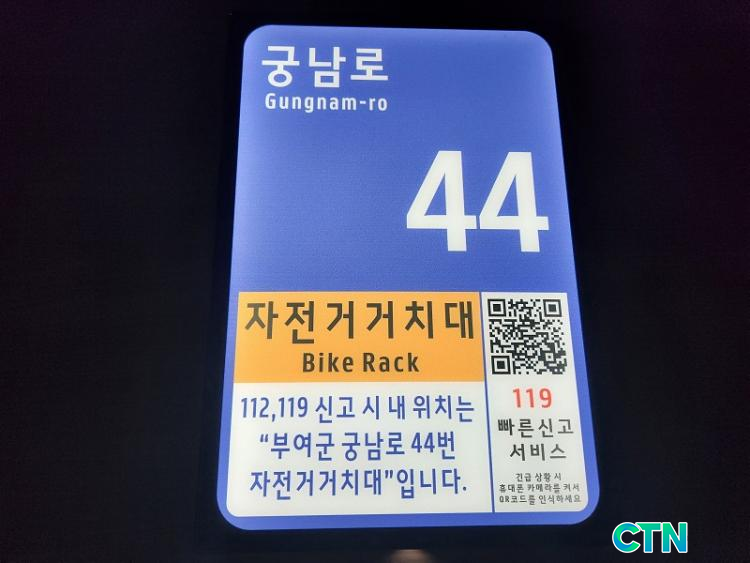 궁남로
Gungnam-ro
44
자전거거치대
Bike Rack
112,119 신고 시 내 위치는
“부여군 궁남로 44번
자전거거치대”입니다.
119
빠른신고
서비스
긴급 상황 시
휴대폰 카메라를 켜서
QR코드를 인식하세요
CTN